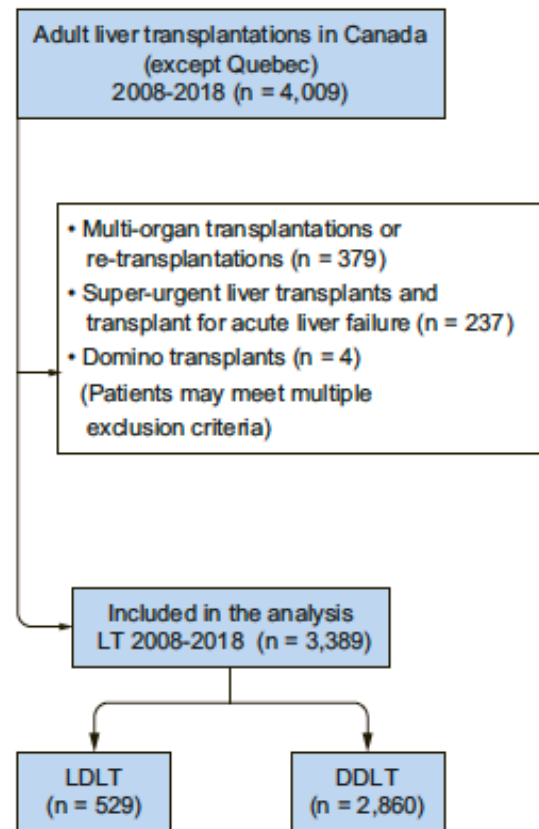 Adult liver transplantations in Canada
(except Quebec)
2008-2018 (n = 4,009)
• Multi-organ transplantations or
re-transplantations (n = 379)
• Super-urgent liver transplants and
transplant for acute liver failure (n = 237)
• Domino transplants (n = 4)
(Patients may meet multiple
exclusion criteria)
Included in the analysis
LT 2008-2018 (n = 3,389)
LDLT
(n = 529)
DDLT
(n = 2,860)